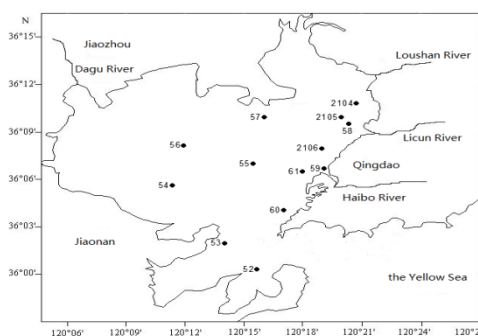 N
36°15'
Jiaozhou
Loushan River
Dagu River
36°12'
2104
57
2105
58
36°09'
Licun River
56
2106
55
61
59
Qingdao
36°06'
54
Haibo River
60
36°03'
Jiaonan
53
36°00'
52
the Yellow Sea
120°06' 120°09' 120°12' 120°15' 120°18' 120°21' 120°24'